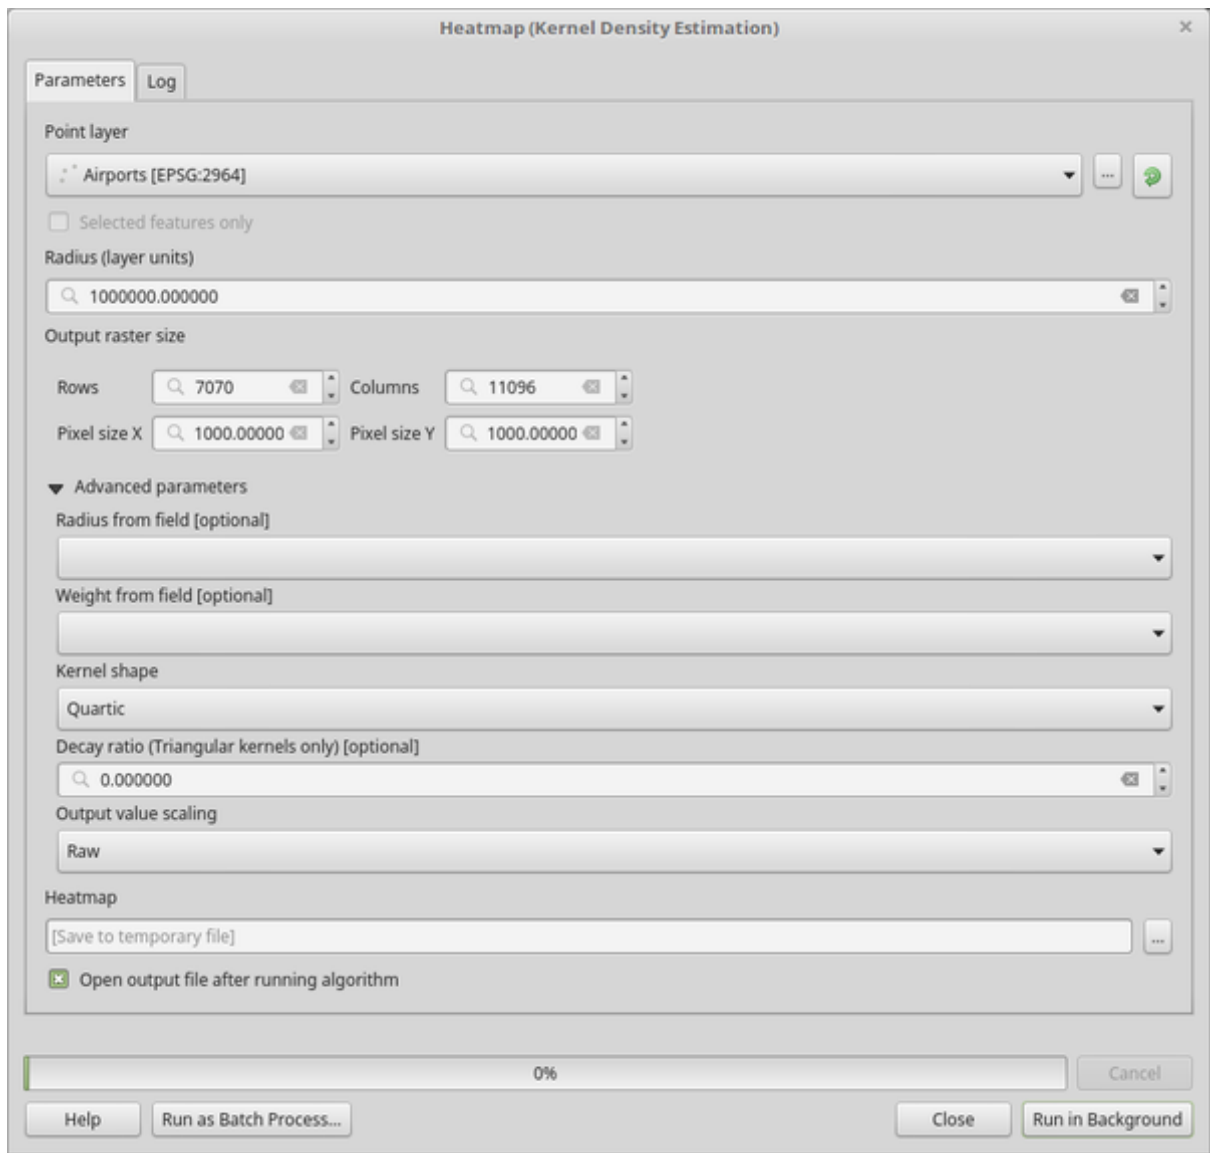 Heatmap (Kernel Density Estimation)
Parameters Log
Point layer
Airports [EPSG:2964] ...
Selected features only
Radius (layer units)
1000000.000000
Output raster size
Rows 7070 Columns 11096
Pixel size X 1000.00000 Pixel size Y 1000.00000
Advanced parameters
Radius from field [optional]
Weight from field [optional]
Kernel shape
Quartic
Decay ratio (Triangular kernels only) [optional]
0.000000
Output value scaling
Raw
Heatmap
[Save to temporary file] ...
Open output file after running algorithm
0% Cancel
Help Run as Batch Process... Close Run in Background